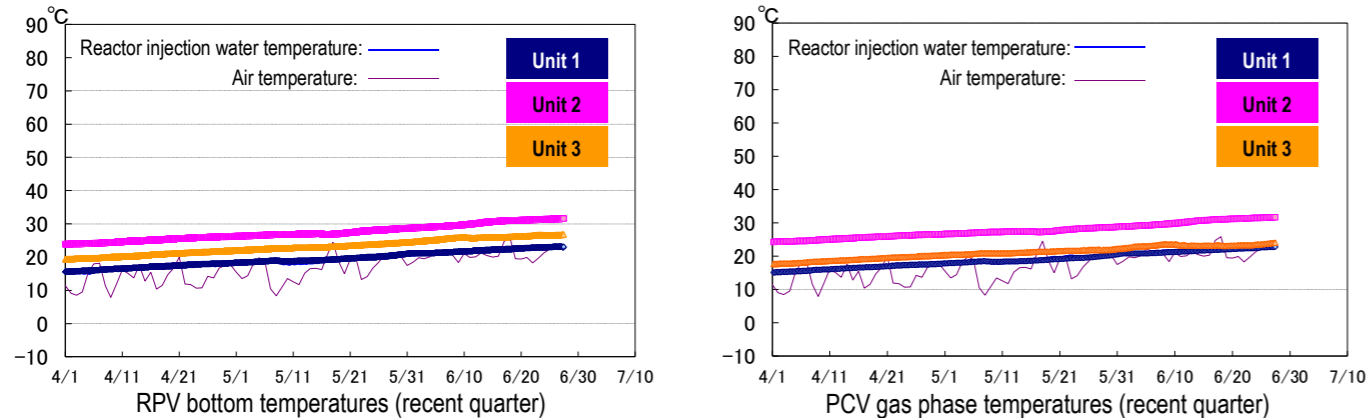 ℃
90
80
70
60
50
40
30
20
10
0
-10
Reactor injection water temperature:
Air temperature:
Unit 1
Unit 2
Unit 3
4/1 4/11 4/21 5/1 5/11 5/21 5/31 6/10 6/20 6/30 7/10
RPV bottom temperatures (recent quarter)
℃
90
80
70
60
50
40
30
20
10
0
-10
Reactor injection water temperature:
Air temperature:
Unit 1
Unit 2
Unit 3
4/1 4/11 4/21 5/1 5/11 5/21 5/31 6/10 6/20 6/30 7/10
PCV gas phase temperatures (recent quarter)